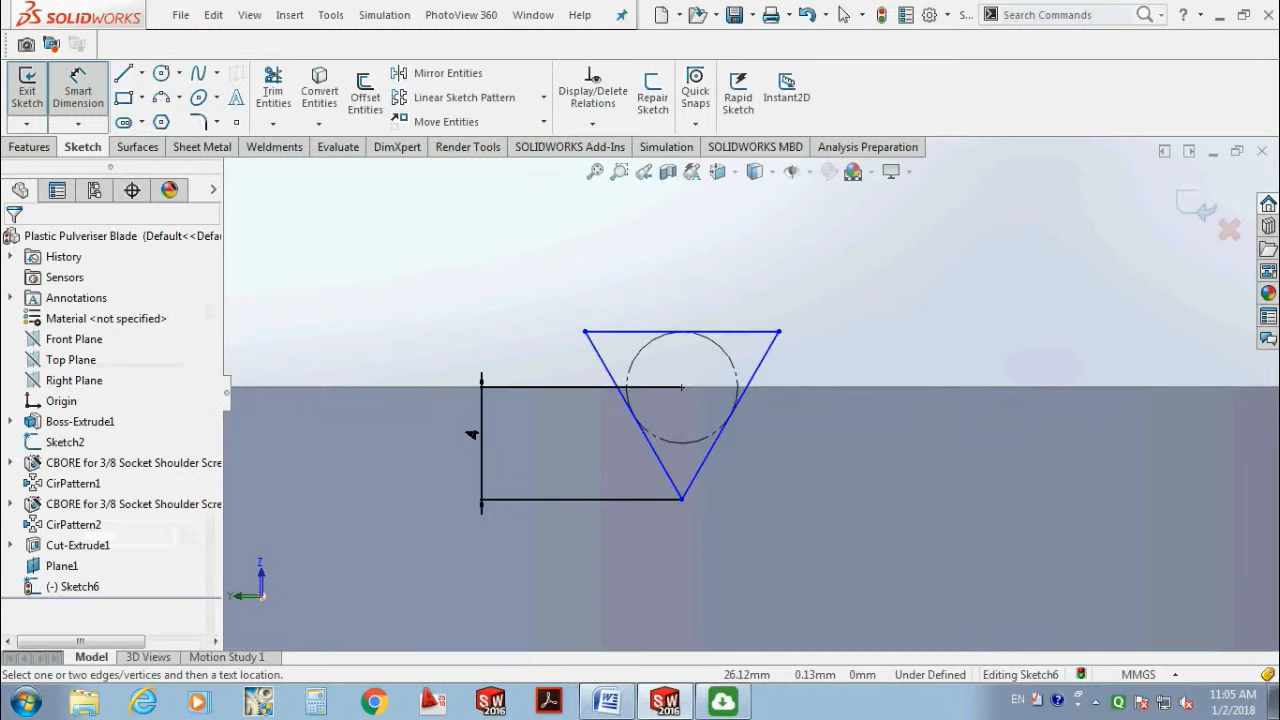 SOLIDWORKS File Edit View Insert Tools Simulation PhotoView 360 Window Help S... Search Commands ?
Exit Sketch Smart Dimension Trim Entities Convert Entities Offset Entities Mirror Entities Linear Sketch Pattern Move Entities Display/Delete Relations Repair Sketch Quick Snaps Rapid Sketch Instant2D
Features Sketch Surfaces Sheet Metal Weldments Evaluate DimXpert Render Tools SOLIDWORKS Add-Ins Simulation SOLIDWORKS MBD Analysis Preparation
Plastic Pulveriser Blade (Default<<Defau
History
Sensors
Annotations
Material <not specified>
Front Plane
Top Plane
Right Plane
Origin
Boss-Extrude1
Sketch2
CBORE for 3/8 Socket Shoulder Scre
CirPattern1
CBORE for 3/8 Socket Shoulder Scre
CirPattern2
Cut-Extrude1
Plane1
(-) Sketch6
4
Z
Y
Model 3D Views Motion Study 1
Select one or two edges/vertices and then a text location. 26.12mm 0.13mm 0mm Under Defined Editing Sketch6 MMGS
SW 2016 SW 2016 EN 11:05 AM
1/2/2018